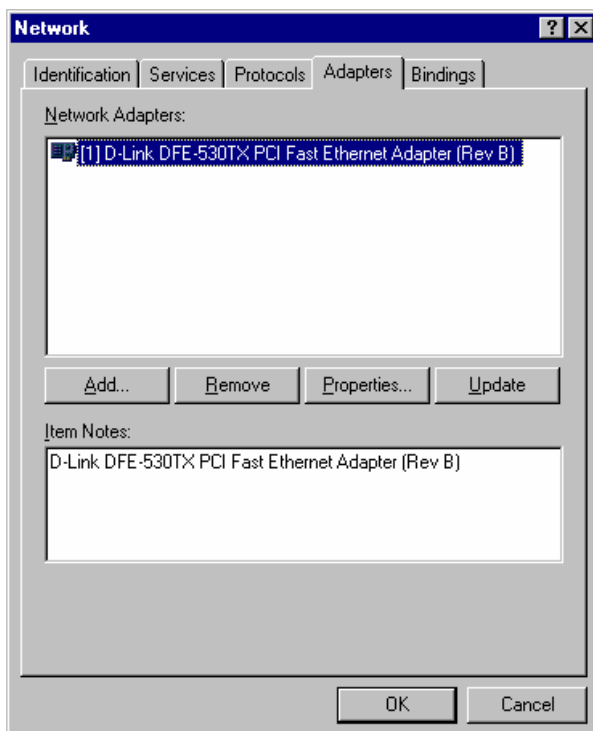 Network
Identification Services Protocols Adapters Bindings
Network Adapters:
[1] D-Link DFE-530TX PCI Fast Ethernet Adapter (Rev B)
Add... Remove Properties... Update
Item Notes:
D-Link DFE-530TX PCI Fast Ethernet Adapter (Rev B)
OK Cancel